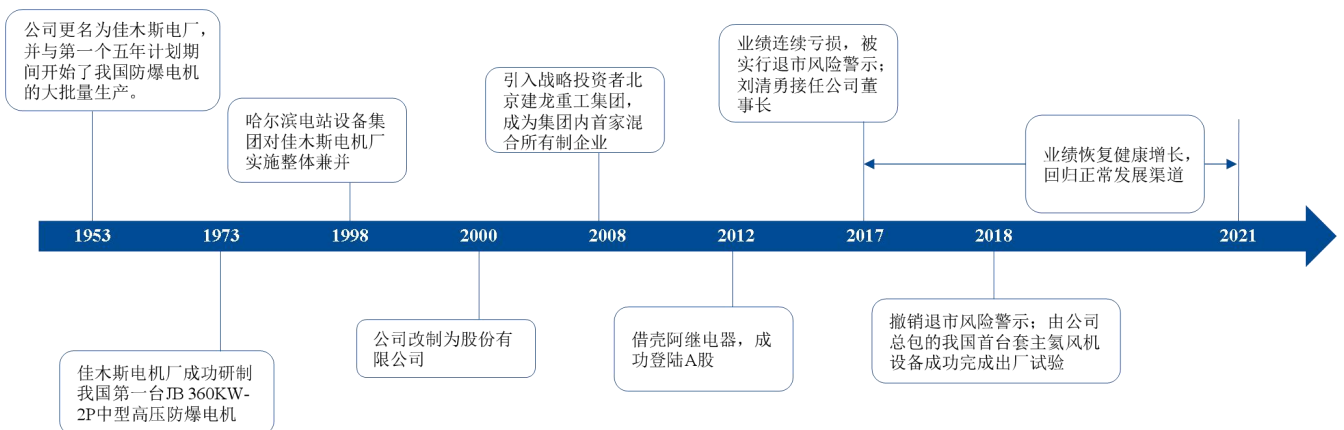 公司更名为佳木斯电厂，
并与第一个五年计划期
间开始了我国防爆电机
的大批量生产。
哈尔滨电站设备集
团对佳木斯电机厂
实施整体兼并
引入战略投资者北
京建龙重工集团，
成为集团内首家混
合所有制企业
业绩连续亏损，被
实行退市风险警示；
刘清勇接任公司董
事长
业绩恢复健康增长，
回归正常发展渠道
1953
1973
1998
2000
2008
2012
2017
2018
2021
佳木斯电机厂成功研制
我国第一台JB 360KW-
2P中型高压防爆电机
公司改制为股份有
限公司
借壳阿继电器，成
功登陆A股
撤销退市风险警示；由公司
总包的我国首台套主氦风机
设备成功完成出厂试验